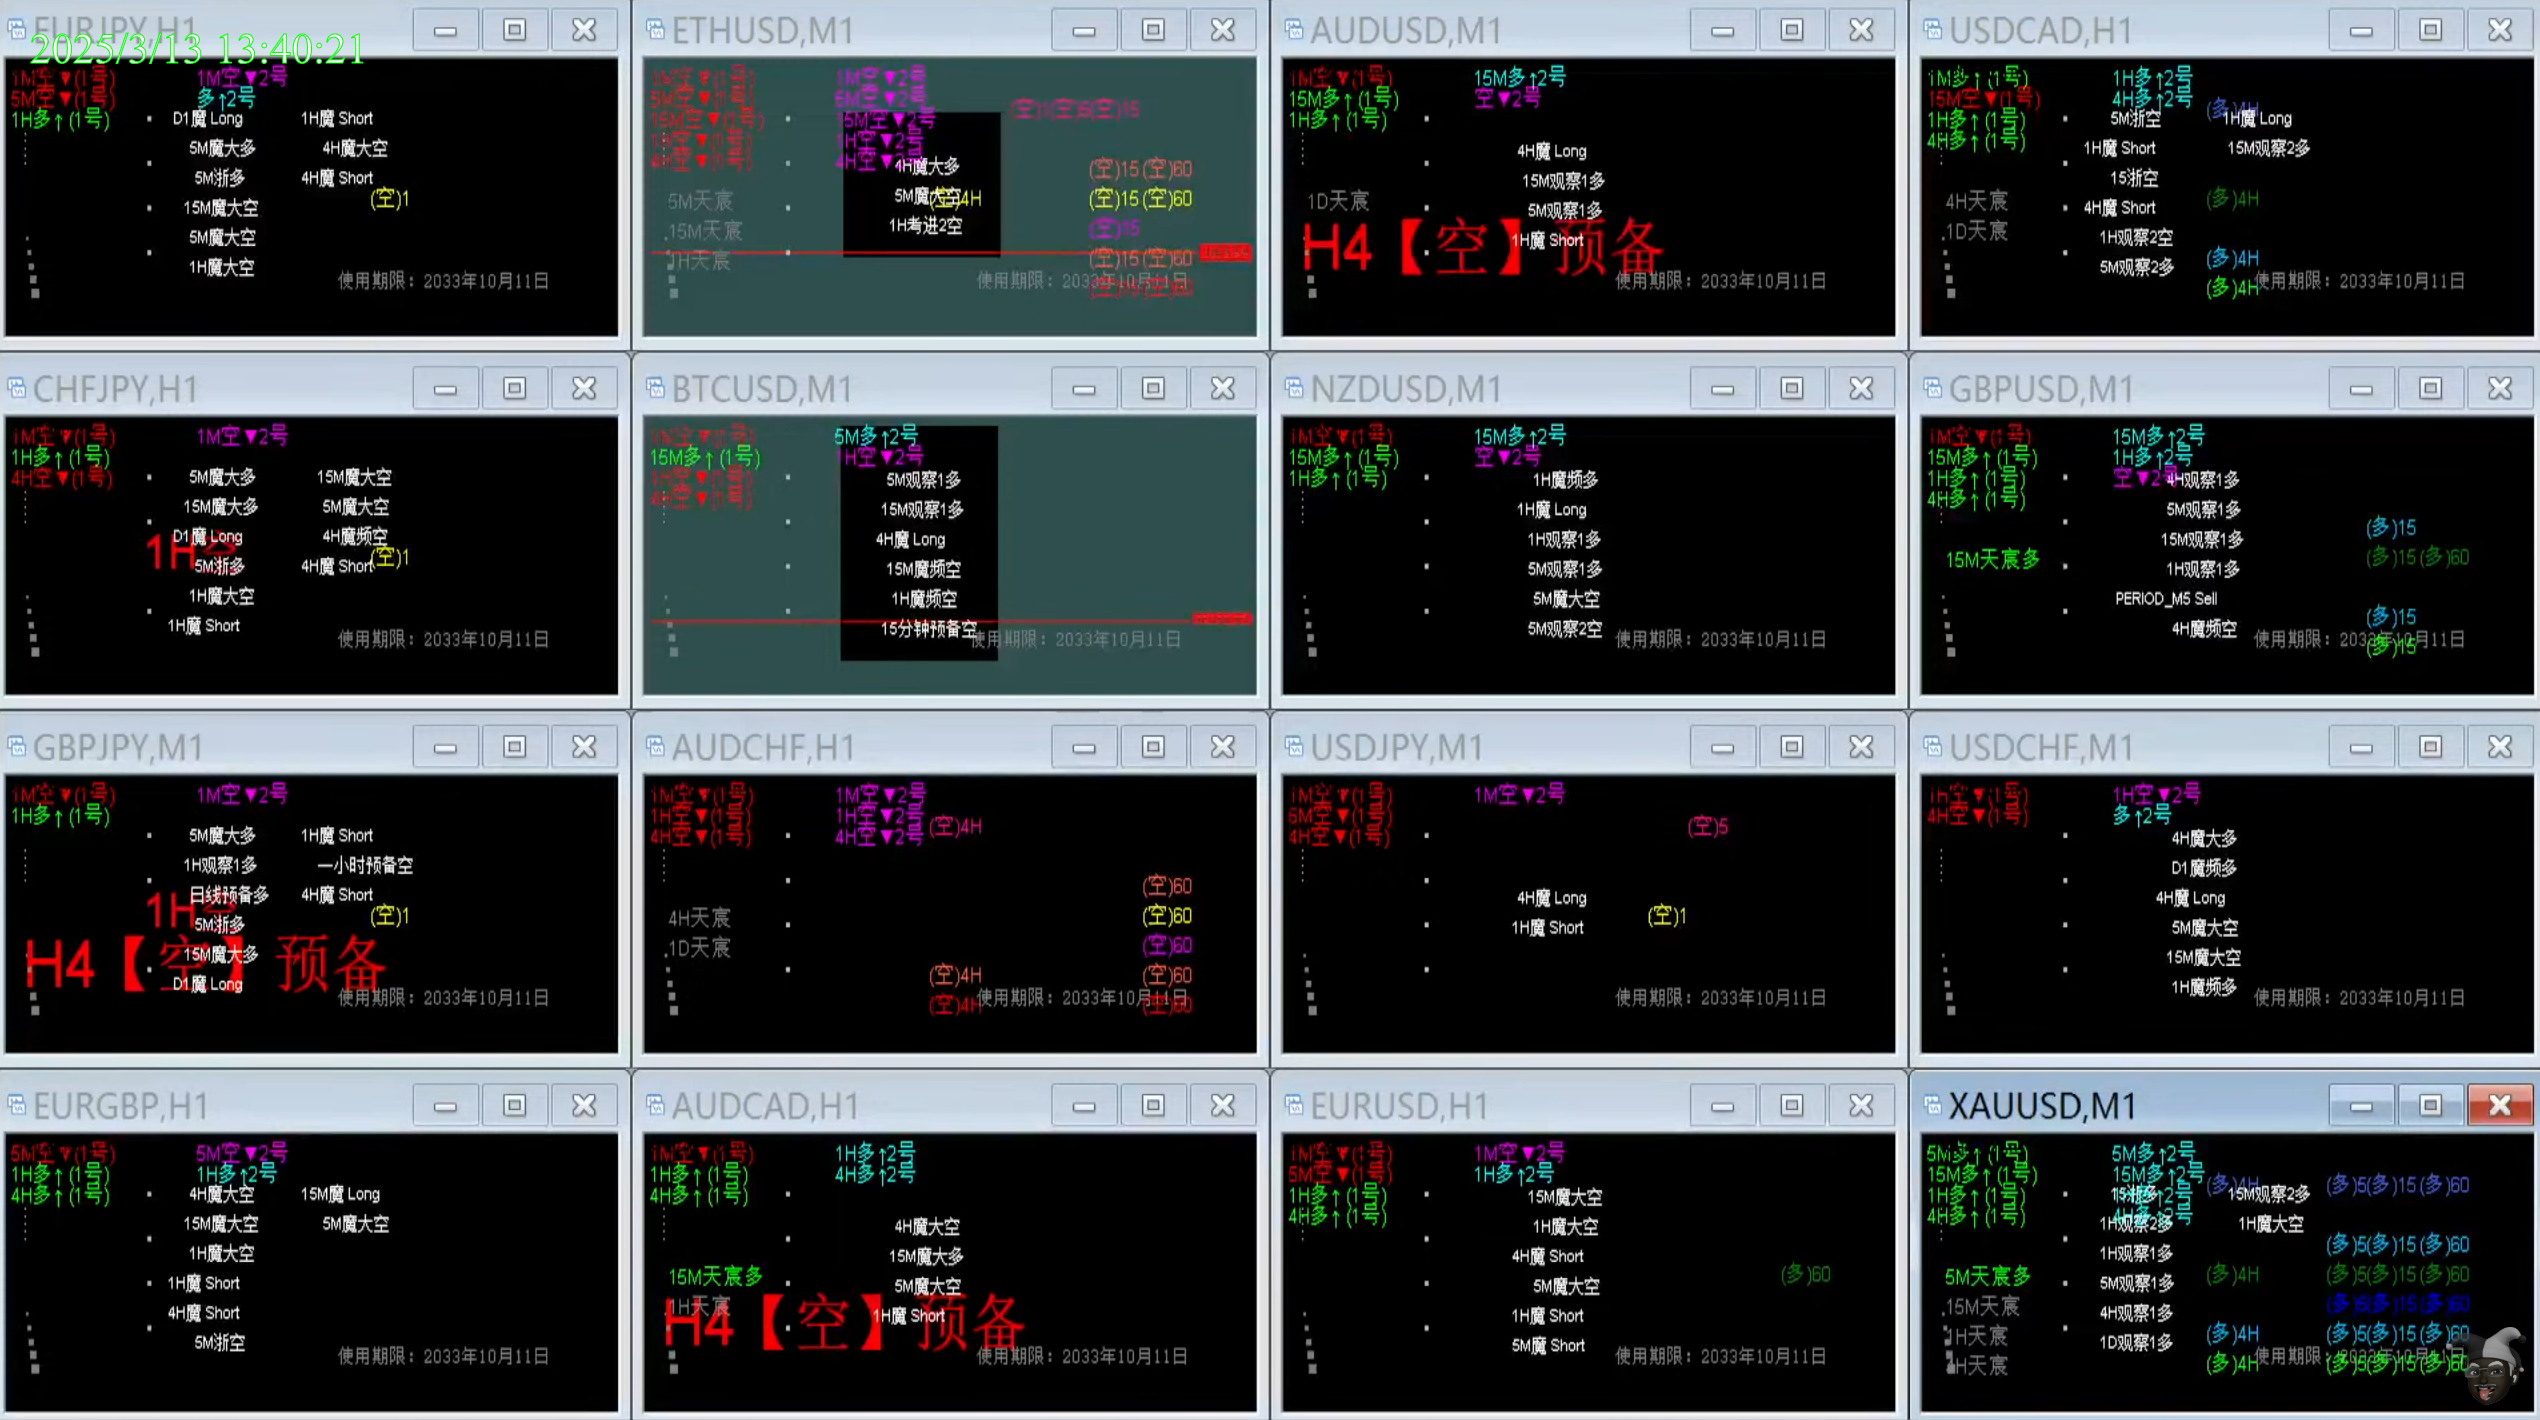 EURJPY,H1
2025/3/13 13:40:21
1M空▼(1号)
5M空▼(1号)
1H多↑(1号)
1M空▼2号
多↑2号
D1魔 Long
1H魔 Short
5M魔大多
4H魔大空
5M浙多
4H魔 Short
(空)1
15M魔大空
5M魔大空
1H魔大空
使用期限：2033年10月11日
ETHUSD,M1
1M空▼(1号)
5M空▼(1号)
15M空▼(1号)
1H空▼(1号)
4H空▼(1号)
1M空▼2号
5M空▼2号
15M空▼2号
1H空▼2号
4H空▼2号
1H魔大多
5M魔大空
(空)4H
1H考进2空
5M天宸
15M天宸
1H天宸
(空)1(空)5(空)15
(空)15(空)60
(空)15(空)60
(空)15
(空)15(空)60
使用期限：2033年10月11日
AUDUSD,M1
1M空▼(1号)
15M多↑(1号)
1H多↑(1号)
15M多↑2号
空▼2号
4H魔 Long
15M观察1多
5M观察1多
1H魔 Short
1D天宸
H4【空】预备
使用期限：2033年10月11日
USDCAD,H1
1M多↑(1号)
15M空▼(1号)
1H多↑(1号)
4H多↑(1号)
1H多↑2号
4H多↑2号
(多)4H
5M浙空
1H魔 Long
1H魔 Short
15M观察2多
15浙空
4H魔 Short
1H观察2空
5M观察2多
4H天宸
1D天宸
(多)4H
(多)4H
(多)4H
使用期限：2033年10月11日
CHFJPY,H1
1M空▼(1号)
1H多↑(1号)
4H空▼(1号)
1M空▼2号
5M魔大多
15M魔大空
15M魔大多
5M魔大空
D1魔 Long
4H魔频空
1H空
5M浙多
4H魔 Short
(空)1
1H魔大空
1H魔 Short
使用期限：2033年10月11日
BTCUSD,M1
1M空▼(1号)
15M多↑(1号)
1H空▼(1号)
4H空▼(1号)
5M多↑2号
1H空▼2号
5M观察1多
15M观察1多
4H魔 Long
15M魔频空
1H魔频空
15分钟预备空
使用期限：2033年10月11日
NZDUSD,M1
1M空▼(1号)
15M多↑(1号)
1H多↑(1号)
15M多↑2号
空▼2号
1H魔频多
1H魔 Long
1H观察1多
5M观察1多
5M魔大空
5M观察2空
使用期限：2033年10月11日
GBPUSD,M1
1M空▼(1号)
15M多↑(1号)
1H多↑(1号)
4H多↑(1号)
15M多↑2号
1H多↑2号
空▼2号
4H观察1多
5M观察1多
15M观察1多
1H观察1多
PERIOD_M5 Sell
4H魔频空
15M天宸多
(多)15
(多)15(多)60
(多)15
(多)15
使用期限：2033年10月11日
GBPJPY,M1
1M空▼(1号)
1H多↑(1号)
1M空▼2号
5M魔大多
1H魔 Short
1H观察1多
一小时预备空
日线预备多
4H魔 Short
1H空
5M浙多
(空)1
15M魔大多
D1魔 Long
H4【空】预备
使用期限：2033年10月11日
AUDCHF,H1
1M空▼(1号)
1H空▼(1号)
4H空▼(1号)
1M空▼2号
1H空▼2号
4H空▼2号
(空)4H
(空)60
(空)60
(空)60
4H天宸
1D天宸
(空)4H
(空)60
(空)4H
(空)60
使用期限：2033年10月11日
USDJPY,M1
1M空▼(1号)
5M空▼(1号)
4H空▼(1号)
1M空▼2号
(空)5
4H魔 Long
1H魔 Short
(空)1
使用期限：2033年10月11日
USDCHF,M1
1H空▼(1号)
4H空▼(1号)
1H空▼2号
多↑2号
4H魔大多
D1魔频多
4H魔 Long
5M魔大空
15M魔大空
1H魔频多
使用期限：2033年10月11日
EURGBP,H1
5M空▼(1号)
1H多↑(1号)
4H多↑(1号)
5M空▼2号
1H多↑2号
4H魔大空
15M魔 Long
15M魔大空
5M魔大空
1H魔大空
1H魔 Short
4H魔 Short
5M浙空
使用期限：2033年10月11日
AUDCAD,H1
1M空▼(1号)
1H多↑(1号)
4H多↑(1号)
1H多↑2号
4H多↑2号
4H魔大空
15M魔大多
5M魔大空
1H魔 Short
15M天宸多
1H天宸
H4【空】预备
使用期限：2033年10月11日
EURUSD,H1
1M空▼(1号)
5M空▼(1号)
1H多↑(1号)
4H多↑(1号)
1M空▼2号
1H多↑2号
15M魔大空
1H魔大空
4H魔 Short
5M魔大空
1H魔 Short
5M魔 Short
(多)60
使用期限：2033年10月11日
XAUUSD,M1
5M多↑(1号)
15M多↑(1号)
1H多↑(1号)
4H多↑(1号)
5M多↑2号
15M多↑2号
4H多↑2号
(多)4H
15M观察2多
(多)5(多)15(多)60
1H观察2多
1H魔大空
1H观察1多
(多)5(多)15(多)60
5M观察1多
(多)4H
(多)5(多)15(多)60
4H观察1多
(多)5(多)15(多)60
1D观察1多
(多)4H
(多)5(多)15(多)60
(多)4H
(多)5(多)15(多)60
5M天宸多
15M天宸
1H天宸
4H天宸
使用期限